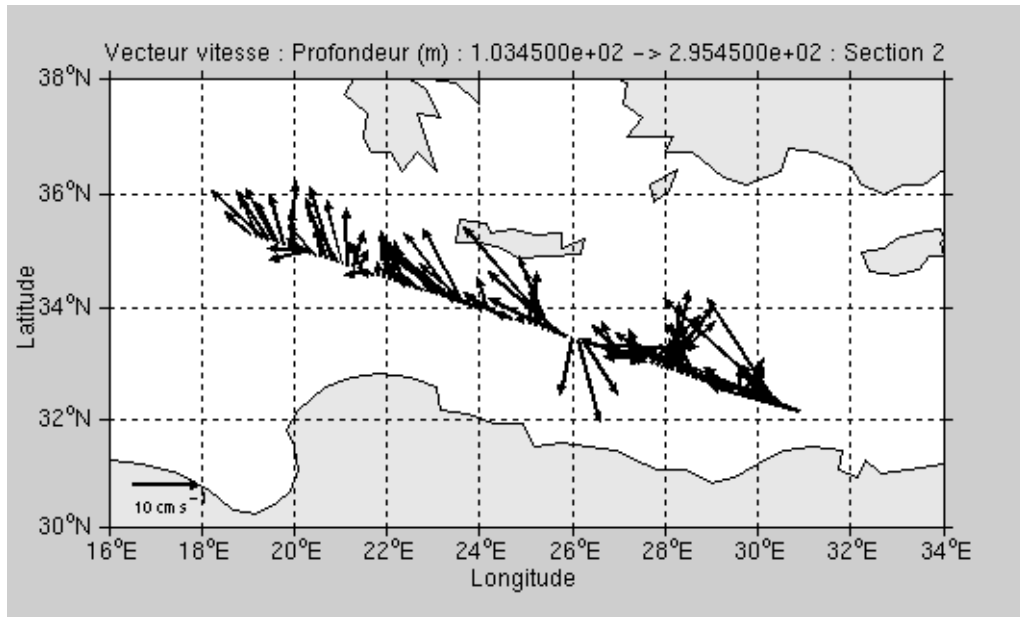 Vecteur vitesse : Profondeur (m) : 1.034500e+02 −> 2.954500e+02 : Section 2
38°N
36°N
34°N
32°N
30°N
Latitude
10 cm s⁻¹
16°E 18°E 20°E 22°E 24°E 26°E 28°E 30°E 32°E 34°E
Longitude